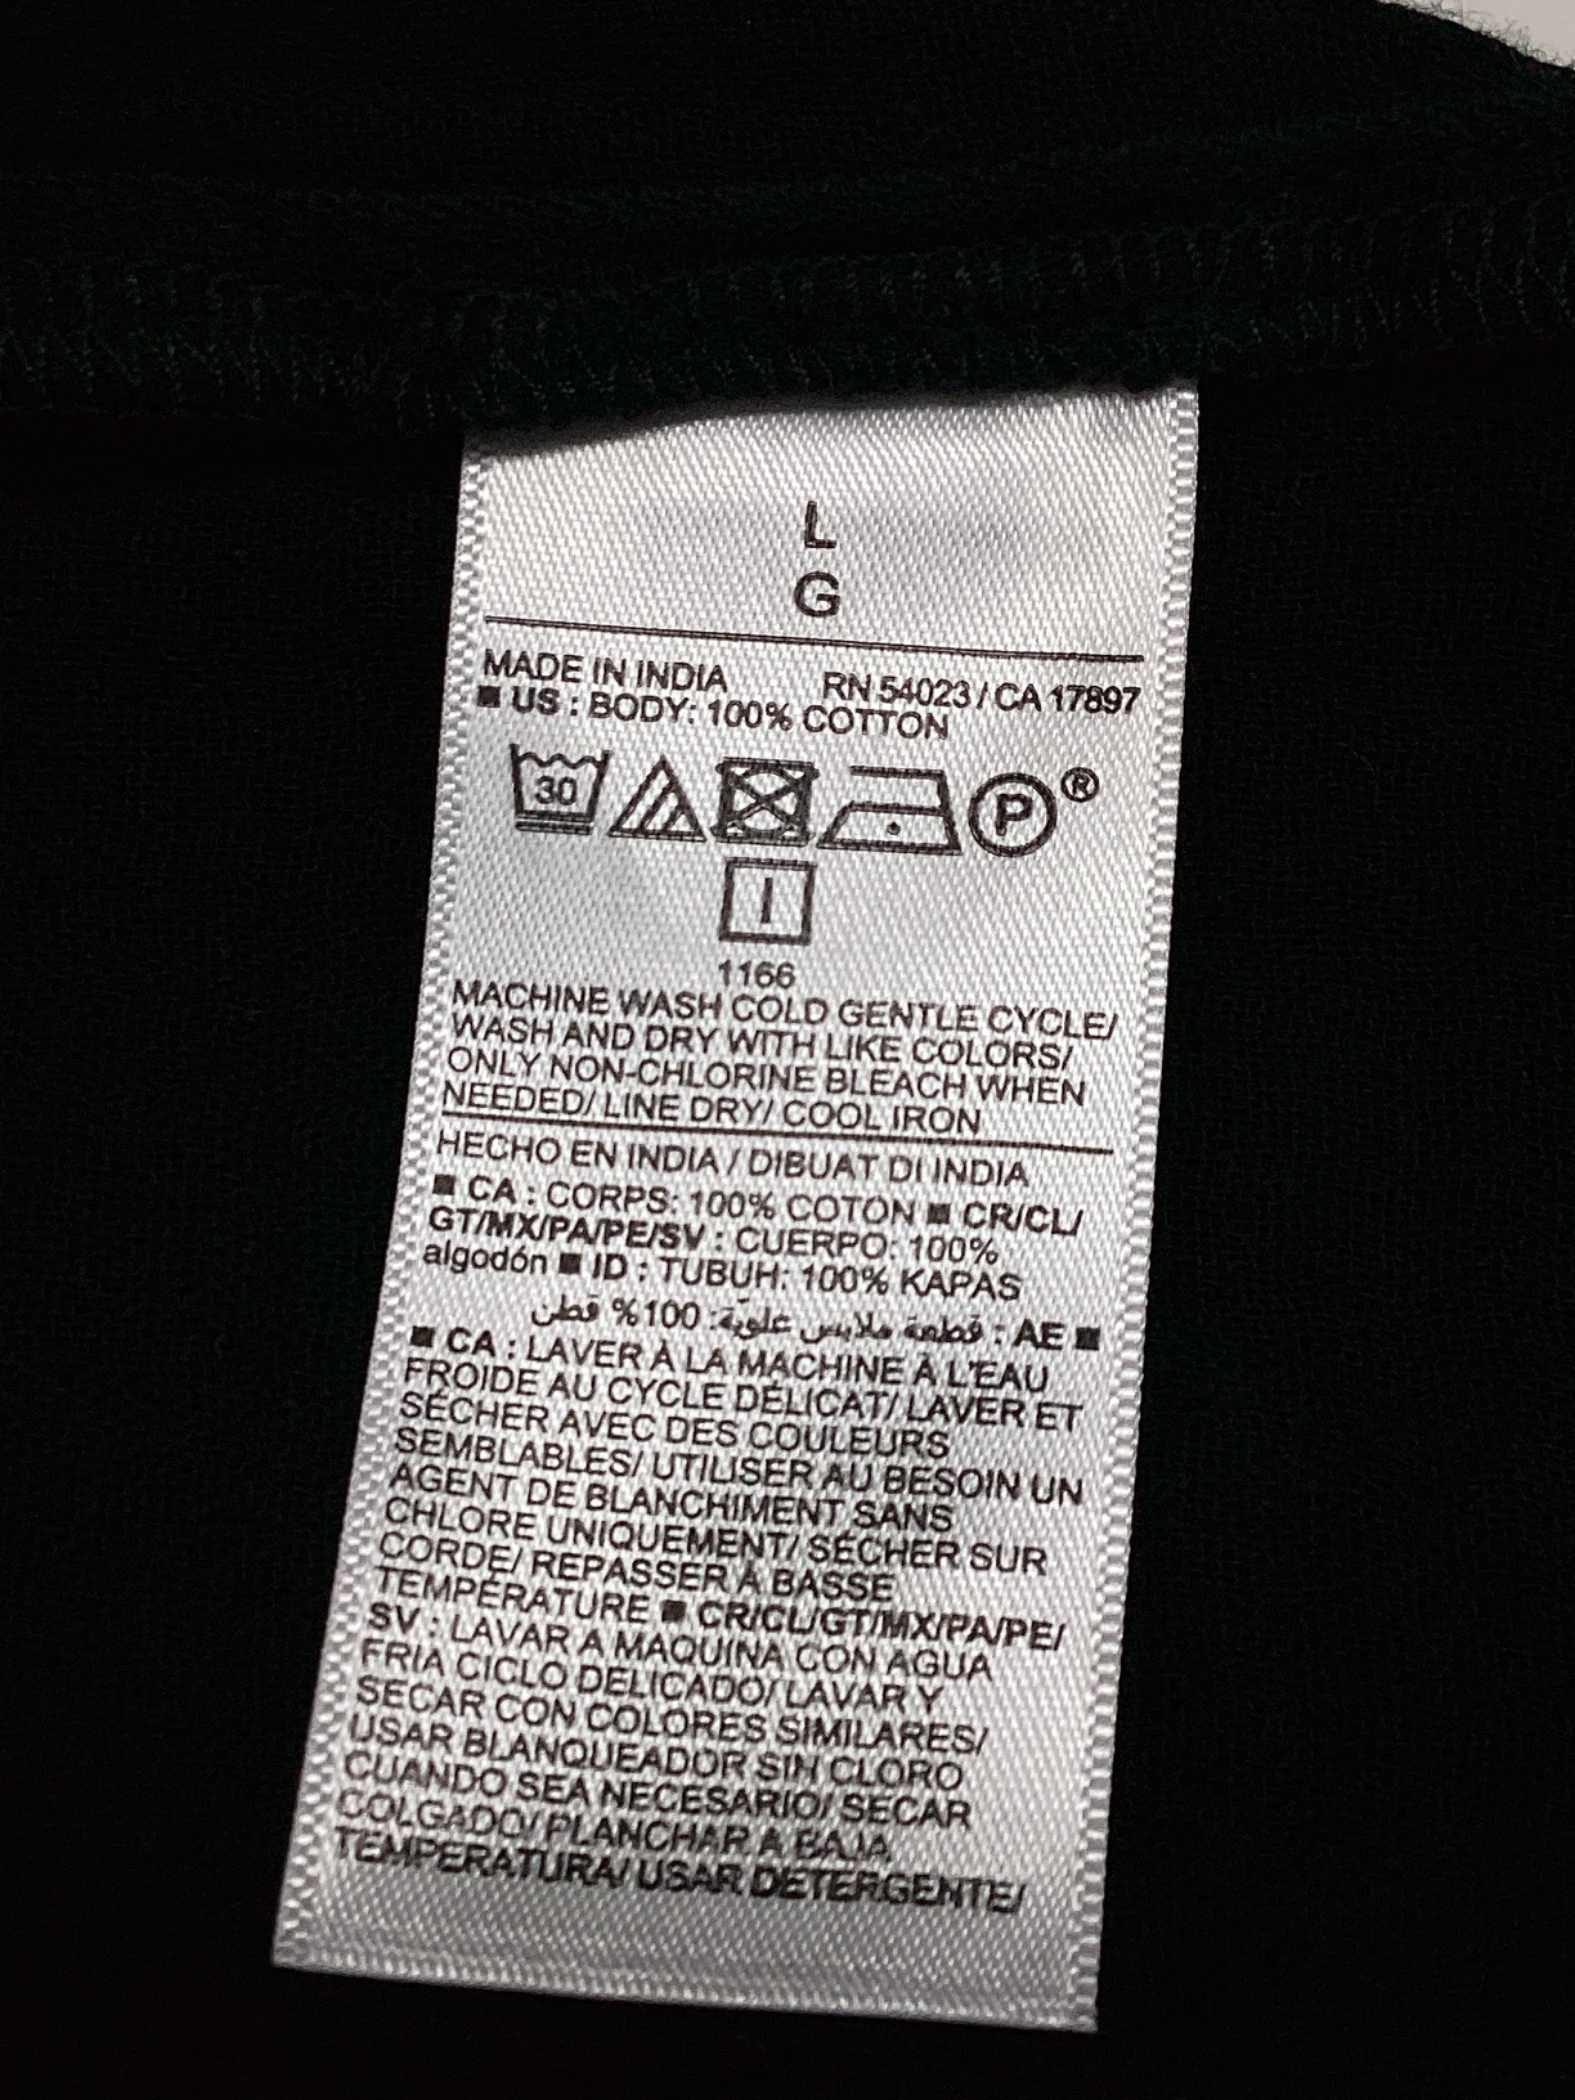 L
G
MADE IN INDIA RN 54023 / CA 17897
■ US : BODY: 100% COTTON
30 P ®
1166
MACHINE WASH COLD GENTLE CYCLE/
WASH AND DRY WITH LIKE COLORS/
ONLY NON-CHLORINE BLEACH WHEN
NEEDED/ LINE DRY/ COOL IRON
HECHO EN INDIA / DIBUAT DI INDIA
■ CA : CORPS: 100% COTON ■ CR/CL/
GT/MX/PA/PE/SV : CUERPO: 100%
algodón ■ ID : TUBUH: 100% KAPAS
■ AE : قطعة ملابس علويّة: 100% قطن
■ CA : LAVER À LA MACHINE À L'EAU
FROIDE AU CYCLE DÉLICAT/ LAVER ET
SÉCHER AVEC DES COULEURS
SEMBLABLES/ UTILISER AU BESOIN UN
AGENT DE BLANCHIMENT SANS
CHLORE UNIQUEMENT/ SÉCHER SUR
CORDE/ REPASSER À BASSE
TEMPÉRATURE ■ CR/CL/GT/MX/PA/PE/
SV : LAVAR A MAQUINA CON AGUA
FRIA CICLO DELICADO/ LAVAR Y
SECAR CON COLORES SIMILARES/
USAR BLANQUEADOR SIN CLORO
CUANDO SEA NECESARIO/ SECAR
COLGADO/ PLANCHAR A BAJA
TEMPERATURA/ USAR DETERGENTE/